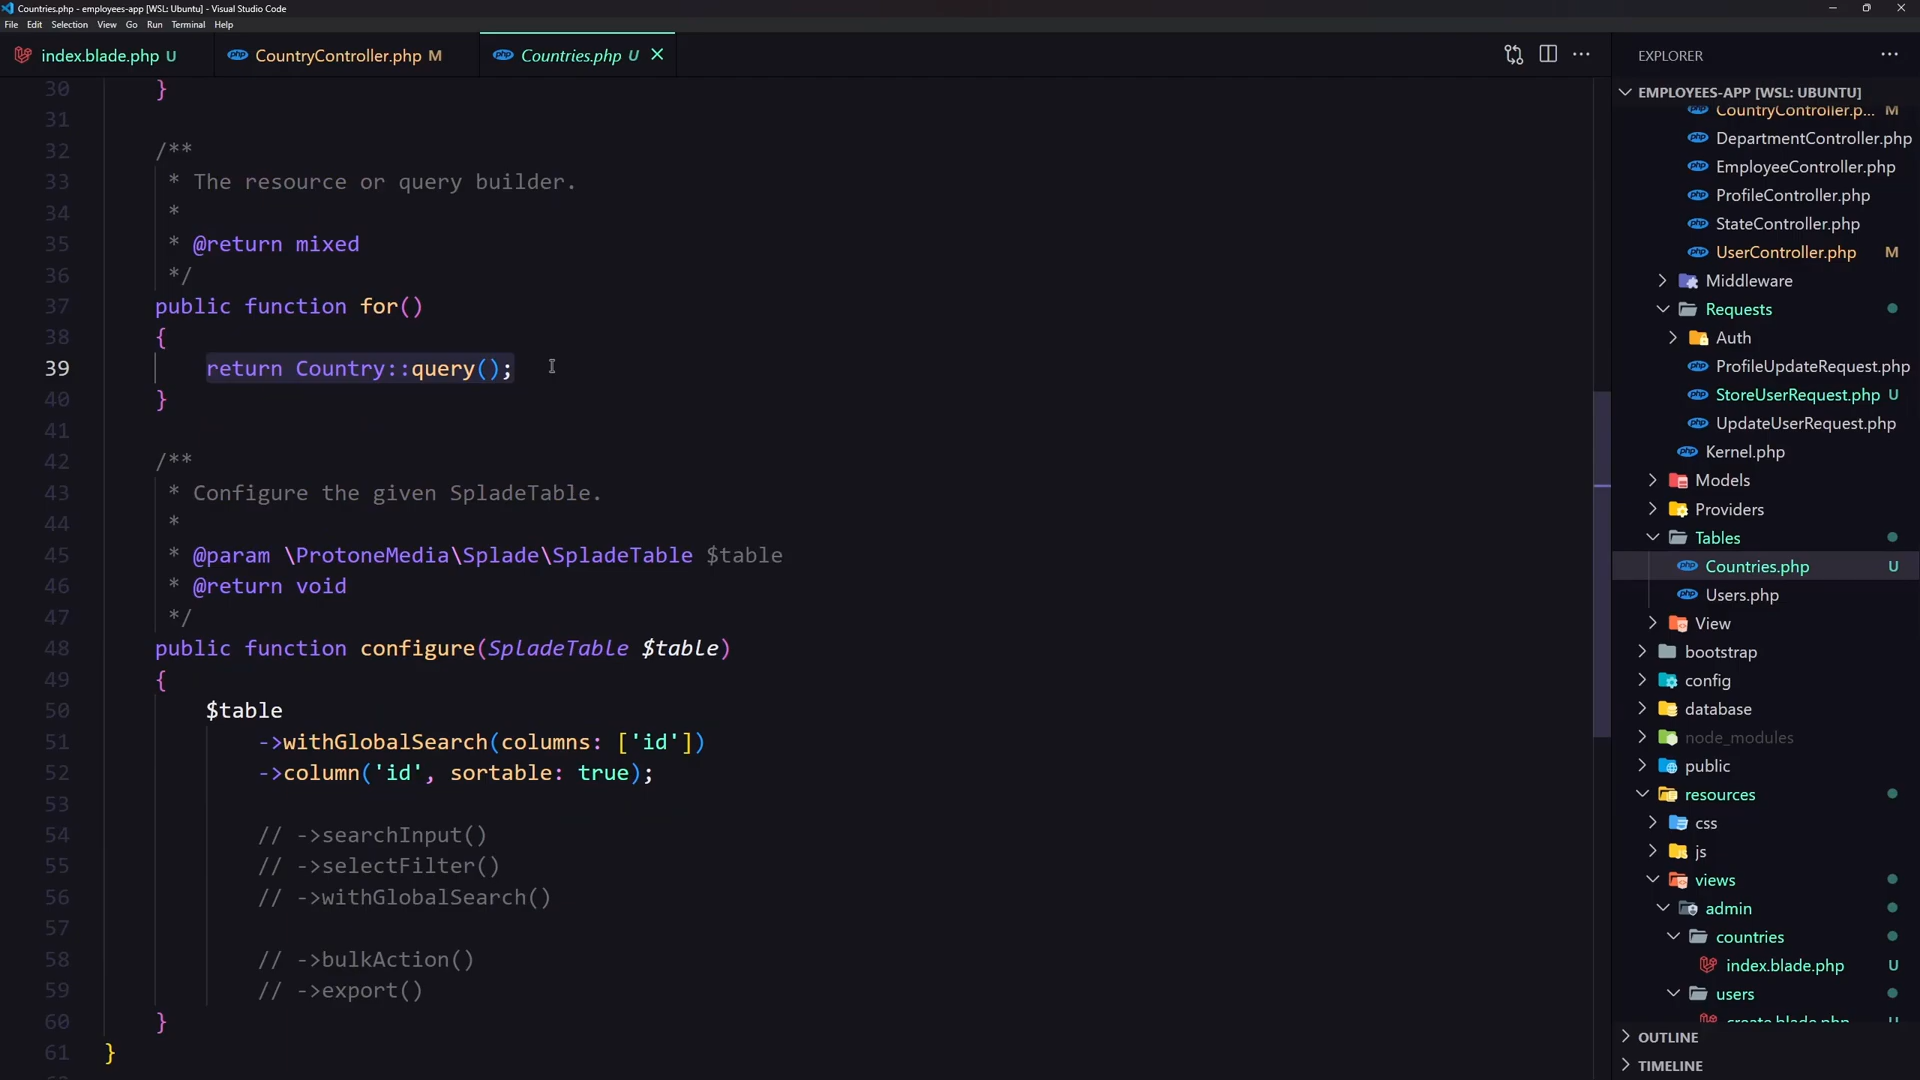 Countries.php - employees-app [WSL: Ubuntu] - Visual Studio Code
File Edit Selection View Go Run Terminal Help
index.blade.php U
CountryController.php M
Countries.php U
EXPLORER
EMPLOYEES-APP [WSL: UBUNTU]
30 }
31
32 /**
33 * The resource or query builder.
34 *
35 * @return mixed
36 */
37 public function for()
38 {
39 return Country::query();
40 }
41
42 /**
43 * Configure the given SpladeTable.
44 *
45 * @param \ProtoneMedia\Splade\SpladeTable $table
46 * @return void
47 */
48 public function configure(SpladeTable $table)
49 {
50 $table
51 ->withGlobalSearch(columns: ['id'])
52 ->column('id', sortable: true);
53
54 // ->searchInput()
55 // ->selectFilter()
56 // ->withGlobalSearch()
57
58 // ->bulkAction()
59 // ->export()
60 }
61 }
CountryController.p... M
DepartmentController.php
EmployeeController.php
ProfileController.php
StateController.php
UserController.php M
Middleware
Requests
Auth
ProfileUpdateRequest.php
StoreUserRequest.php U
UpdateUserRequest.php
Kernel.php
Models
Providers
Tables
Countries.php U
Users.php
View
bootstrap
config
database
node_modules
public
resources
css
js
views
admin
countries
index.blade.php U
users
create.blade.php U
OUTLINE
TIMELINE